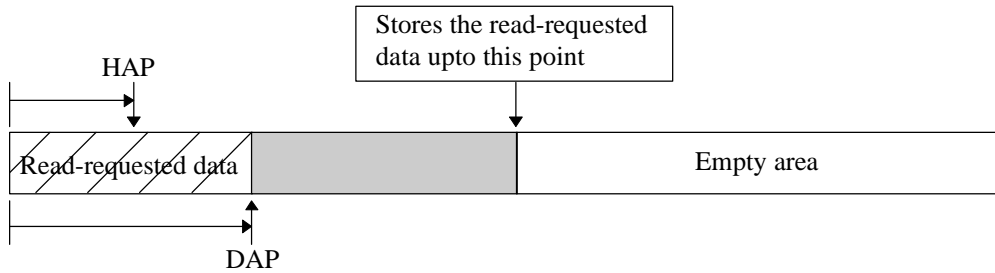 Stores the read-requested
data upto this point
HAP
Read-requested data
Empty area
DAP